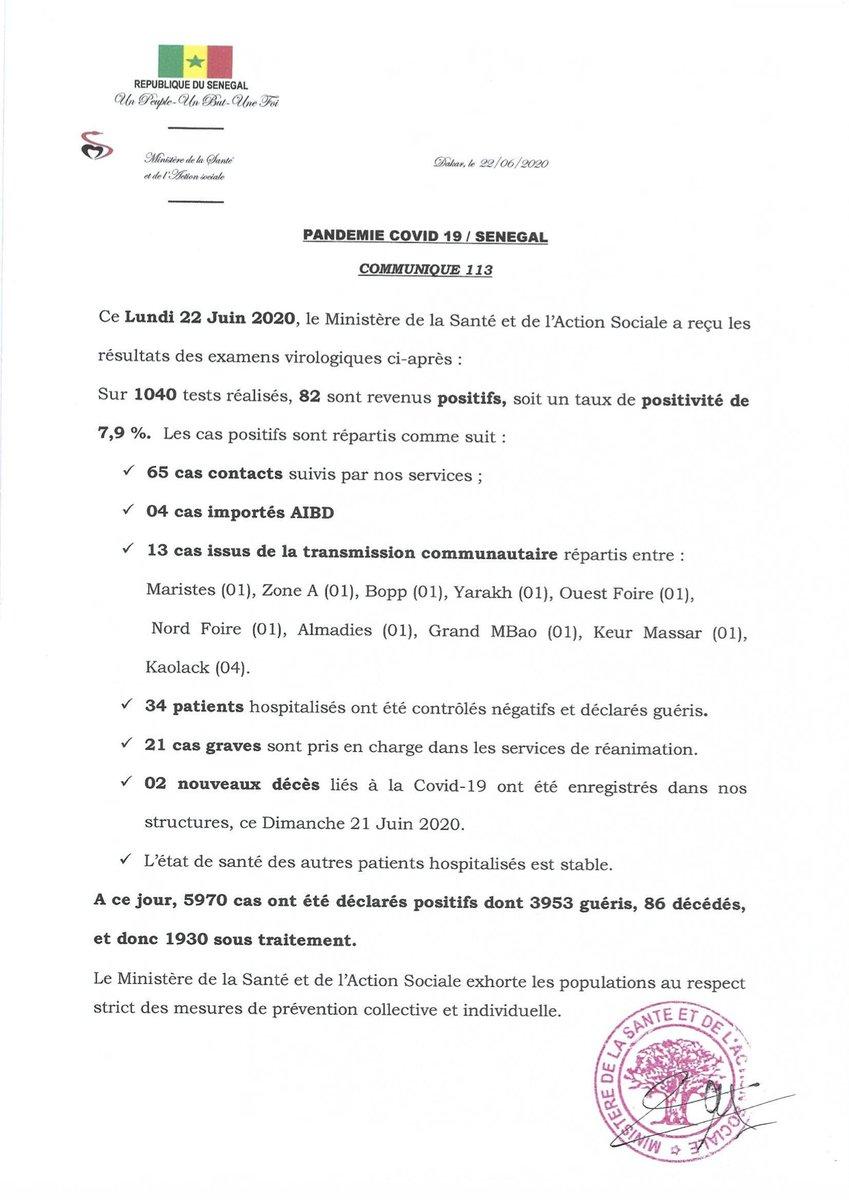 REPUBLIQUE DU SENEGAL
Un Peuple-Un But-Une Foi
Ministère de la Santé
et de l'Action sociale
Dakar, le 22/06/2020
PANDEMIE COVID 19 / SENEGAL
COMMUNIQUE 113
Ce Lundi 22 Juin 2020, le Ministère de la Santé et de l'Action Sociale a reçu les
résultats des examens virologiques ci-après :
Sur 1040 tests réalisés, 82 sont revenus positifs, soit un taux de positivité de
7,9 %. Les cas positifs sont répartis comme suit :
✓ 65 cas contacts suivis par nos services ;
✓ 04 cas importés AIBD
✓ 13 cas issus de la transmission communautaire répartis entre :
Maristes (01), Zone A (01), Bopp (01), Yarakh (01), Ouest Foire (01),
Nord Foire (01), Almadies (01), Grand MBao (01), Keur Massar (01),
Kaolack (04).
✓ 34 patients hospitalisés ont été contrôlés négatifs et déclarés guéris.
✓ 21 cas graves sont pris en charge dans les services de réanimation.
✓ 02 nouveaux décès liés à la Covid-19 ont été enregistrés dans nos
structures, ce Dimanche 21 Juin 2020.
✓ L'état de santé des autres patients hospitalisés est stable.
A ce jour, 5970 cas ont été déclarés positifs dont 3953 guéris, 86 décédés,
et donc 1930 sous traitement.
Le Ministère de la Santé et de l'Action Sociale exhorte les populations au respect
strict des mesures de prévention collective et individuelle.
MINISTERE DE LA SANTE ET DE L'ACTION SOCIALE